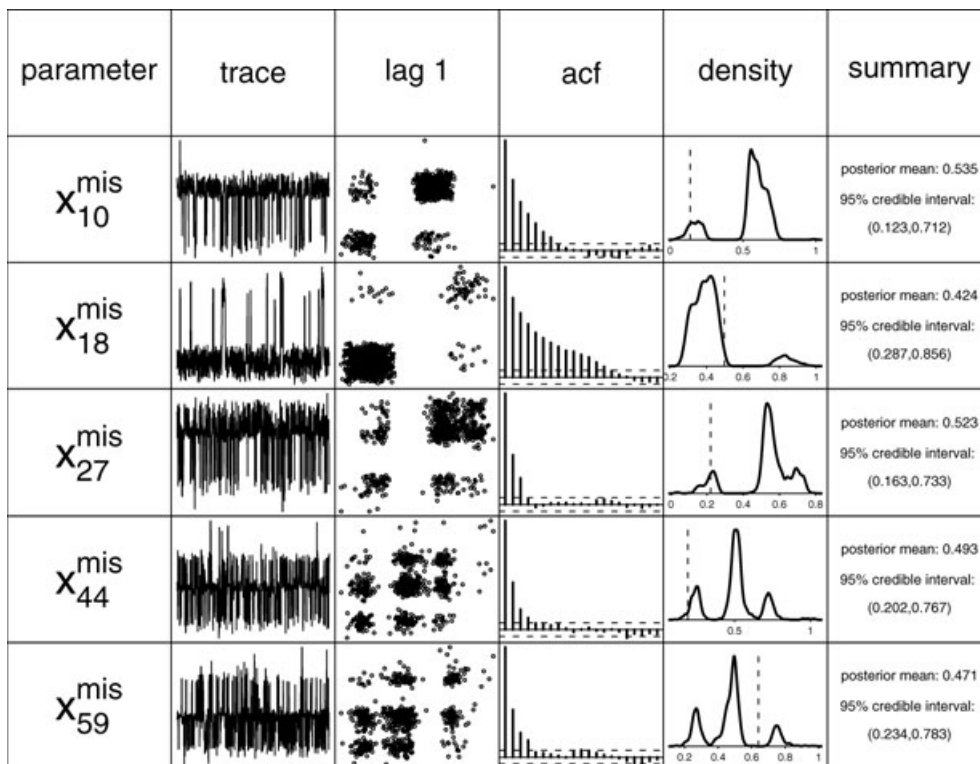 parameter trace lag 1 acf density summary
x10mis
0 0.5 1
posterior mean: 0.535
95% credible interval:
(0.123,0.712)
x18mis
0.2 0.4 0.6 0.8 1
posterior mean: 0.424
95% credible interval:
(0.287,0.856)
x27mis
0 0.2 0.4 0.6 0.8
posterior mean: 0.523
95% credible interval:
(0.163,0.733)
x44mis
0.5 1
posterior mean: 0.493
95% credible interval:
(0.202,0.767)
x59mis
0.2 0.4 0.6 0.8 1
posterior mean: 0.471
95% credible interval:
(0.234,0.783)